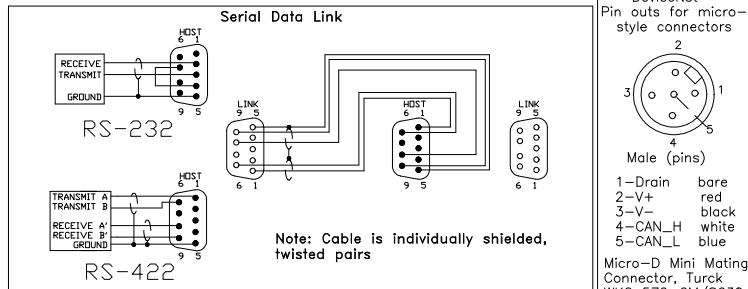 Serial Data Link
HOST
6 1
RECEIVE
TRANSMIT
GROUND
9 5
RS-232
LINK
9 5
6 1
HOST
6 1
9 5
LINK
9 5
6 1
HOST
6 1
TRANSMIT A
TRANSMIT B
RECEIVE A'
RECEIVE B'
GROUND
9 5
RS-422
Note: Cable is individually shielded,
twisted pairs
Pin outs for micro-
style connectors
2
3
1
4
5
Male (pins)
1-Drain bare
2-V+ red
3-V- black
4-CAN_H white
5-CAN_L blue
Micro-D Mini Mating
Connector, Turck